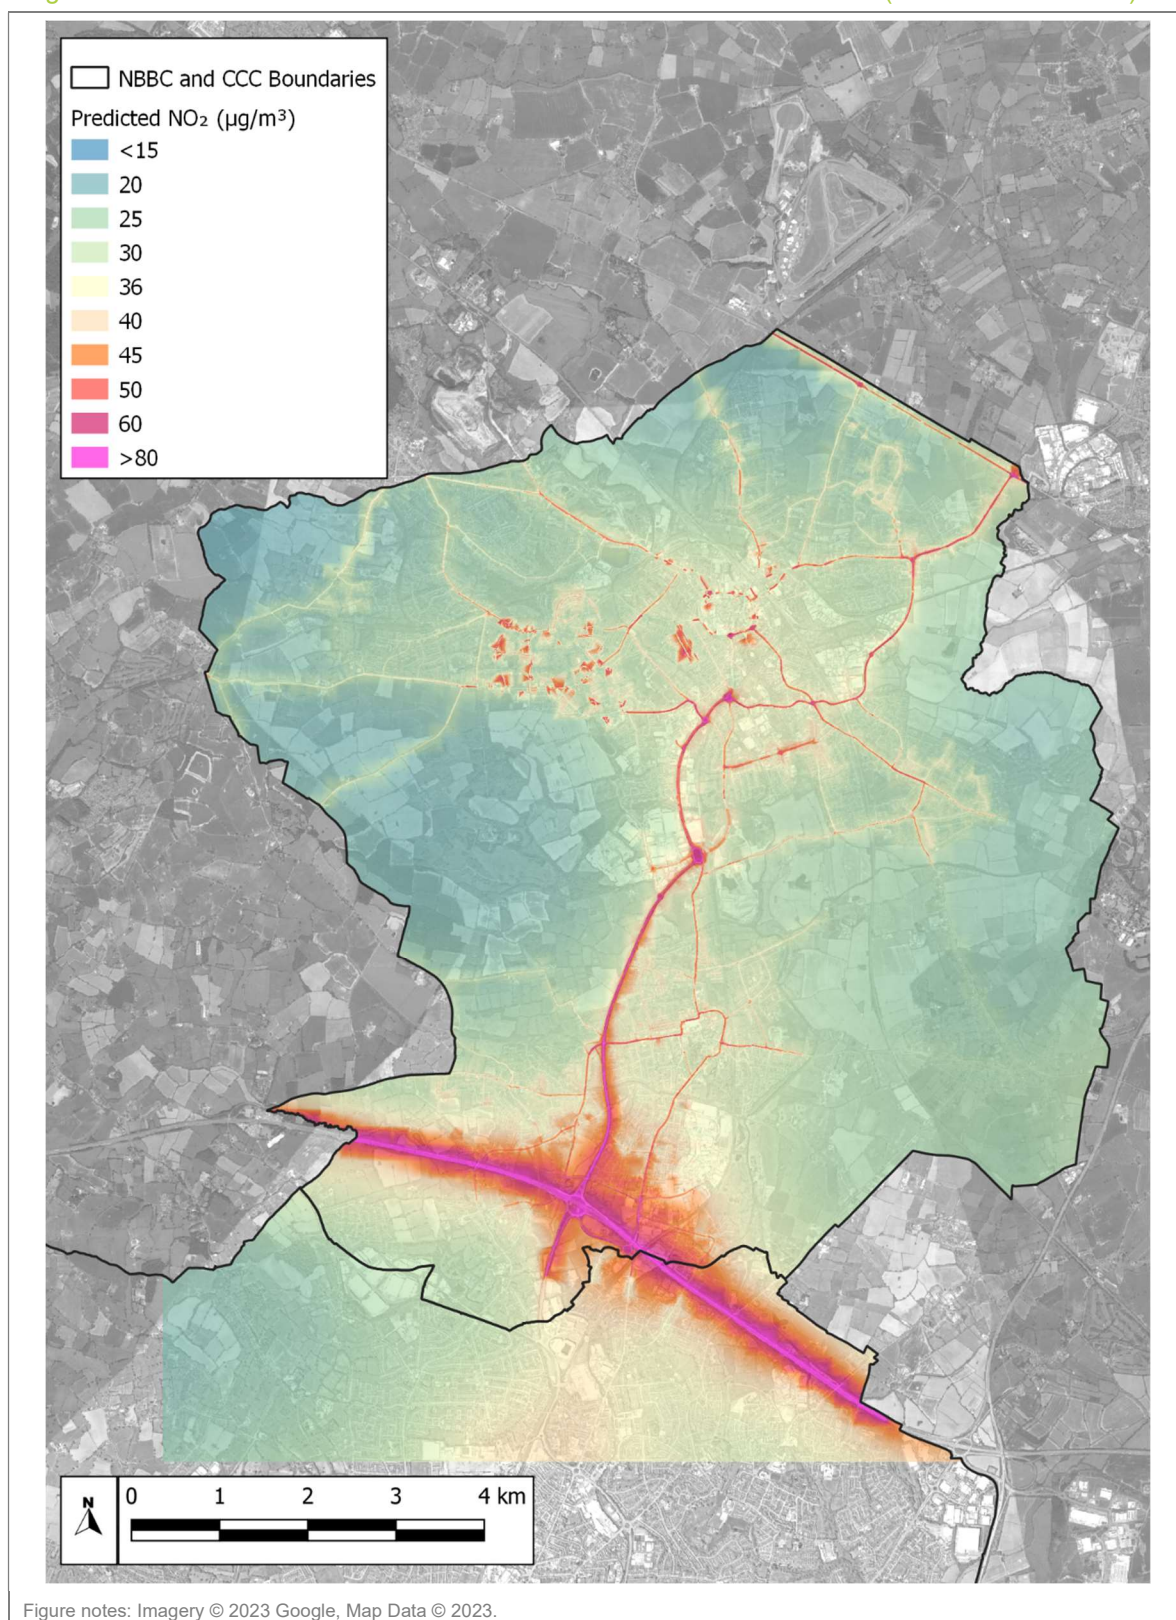 NBBC and CCC Boundaries
Predicted NO₂ (µg/m³)
<15
20
25
30
36
40
45
50
60
>80
N
0 1 2 3 4 km
Figure notes: Imagery © 2023 Google, Map Data © 2023.